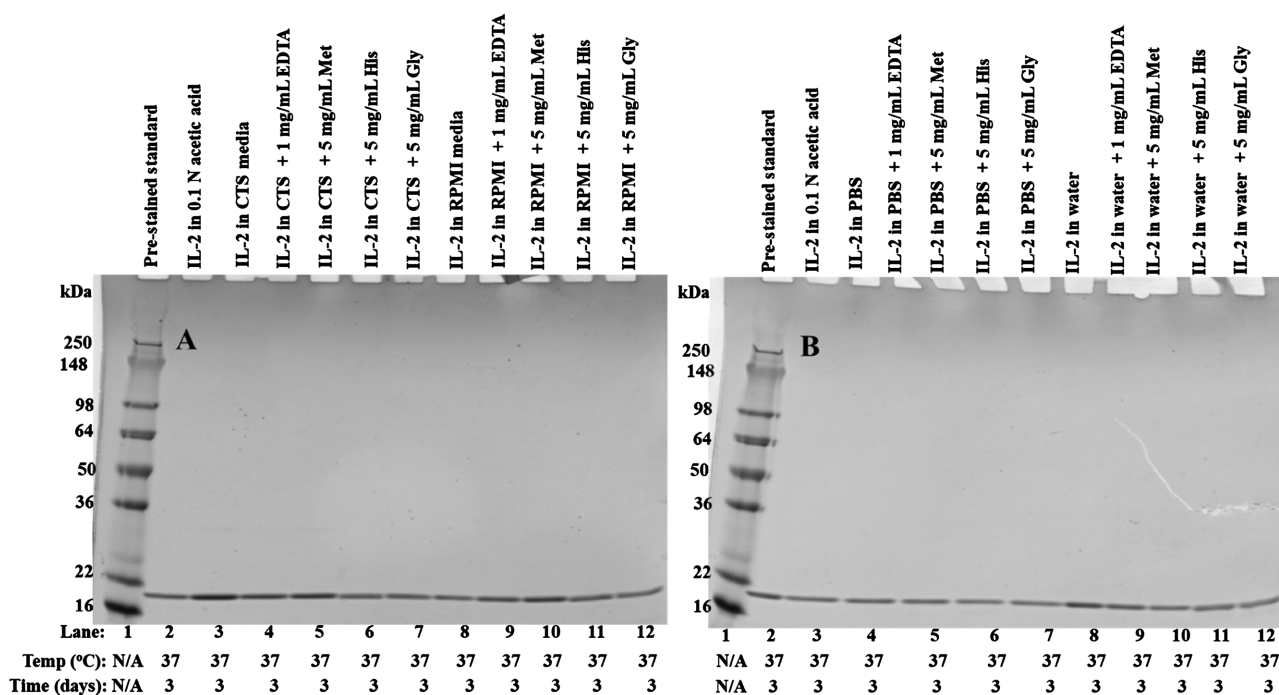 Pre-stained standard
IL-2 in 0.1 N acetic acid
IL-2 in CTS media
IL-2 in CTS + 1 mg/mL EDTA
IL-2 in CTS + 5 mg/mL Met
IL-2 in CTS + 5 mg/mL His
IL-2 in CTS + 5 mg/mL Gly
IL-2 in RPMI media
IL-2 in RPMI + 1 mg/mL EDTA
IL-2 in RPMI + 5 mg/mL Met
IL-2 in RPMI + 5 mg/mL His
IL-2 in RPMI + 5 mg/mL Gly
kDa
A
250
148
98
64
50
36
22
16
Lane: 1 2 3 4 5 6 7 8 9 10 11 12
Temp (°C): N/A 37 37 37 37 37 37 37 37 37 37 37
Time (days): N/A 3 3 3 3 3 3 3 3 3 3 3
Pre-stained standard
IL-2 in 0.1 N acetic acid
IL-2 in PBS
IL-2 in PBS + 1 mg/mL EDTA
IL-2 in PBS + 5 mg/mL Met
IL-2 in PBS + 5 mg/mL His
IL-2 in PBS + 5 mg/mL Gly
IL-2 in water
IL-2 in water + 1 mg/mL EDTA
IL-2 in water + 5 mg/mL Met
IL-2 in water + 5 mg/mL His
IL-2 in water + 5 mg/mL Gly
kDa
B
250
148
98
64
50
36
22
16
1 2 3 4 5 6 7 8 9 10 11 12
N/A 37 37 37 37 37 37 37 37 37 37 37
N/A 3 3 3 3 3 3 3 3 3 3 3